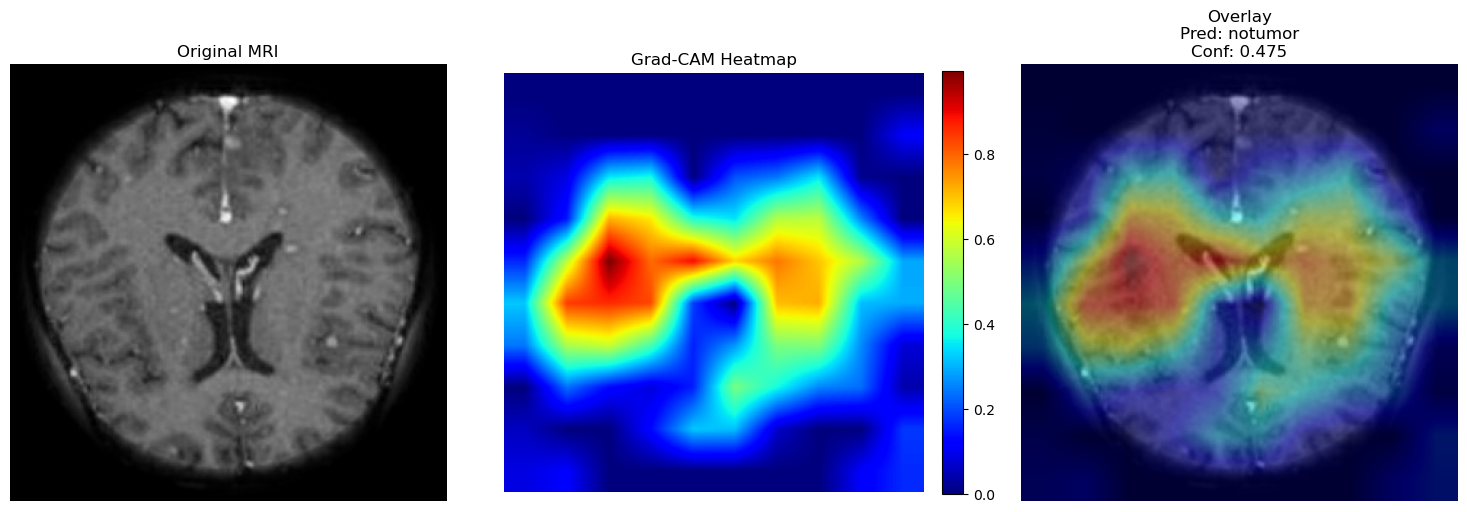 Original MRI
Grad-CAM Heatmap
0.8
0.6
0.4
0.2
0.0
Overlay
Pred: notumor
Conf: 0.475